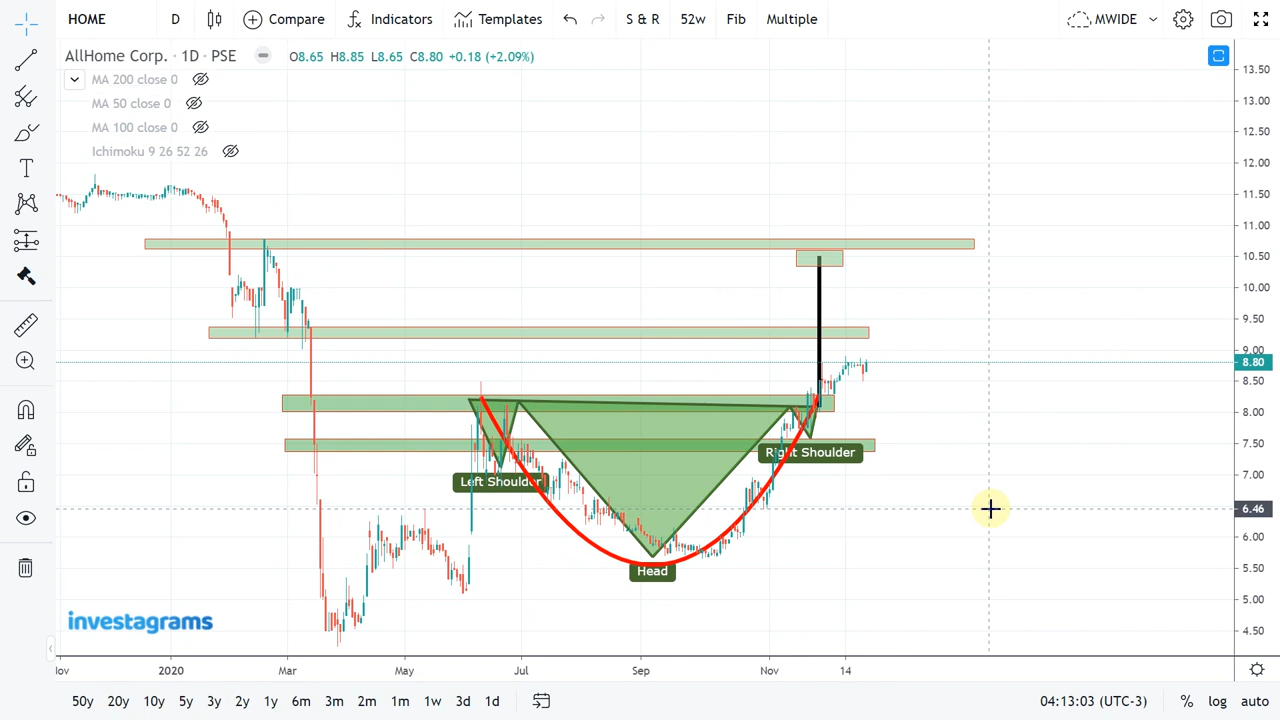 HOME D Compare Indicators Templates S & R 52w Fib Multiple MWIDE
AllHome Corp. · 1D · PSE O8.65 H8.85 L8.65 C8.80 +0.18 (+2.09%)
MA 200 close 0
MA 50 close 0
MA 100 close 0
Ichimoku 9 26 52 26
13.50
13.00
12.50
12.00
11.50
11.00
10.50
10.00
9.50
9.00
8.80
8.50
8.00
7.50
7.00
6.46
6.00
5.50
5.00
4.50
Right Shoulder
Left Shoulder
Head
investagrams
Nov 2020 Mar May Jul Sep Nov 14
50y 20y 10y 5y 3y 2y 1y 6m 3m 2m 1m 1w 3d 1d 04:13:03 (UTC-3) % log auto